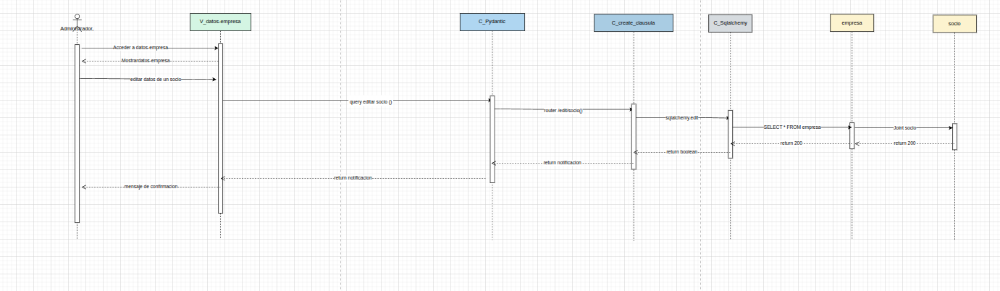 Administrador,
V_datos-empresa
C_Pydantic
C_create_clausula
C_Sqlalchemy
empresa
socio
Acceder a datos-empresa
Mostrardatos-empresa
editar datos de un socio
query editar socio ()
router /edit/socio()
sqlalchemy.edit
SELECT * FROM empresa
Joint socio
return 200
return 200
return boolean
return notificacion
return notificacion
mensaje de confirmacion